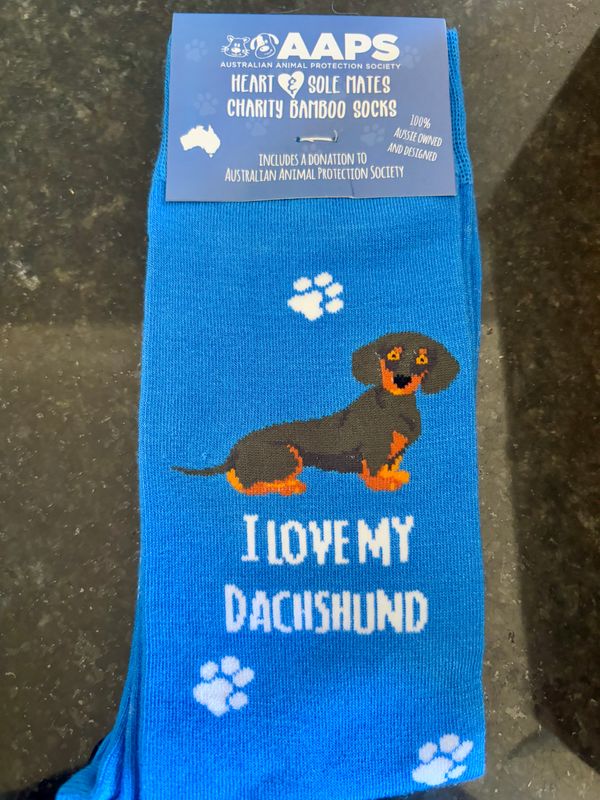 AAPS
AUSTRALIAN ANIMAL PROTECTION SOCIETY
HEART & SOLE MATES
CHARITY BAMBOO SOCKS
100%
AUSSIE OWNED
AND DESIGNED
INCLUDES A DONATION TO
AUSTRALIAN ANIMAL PROTECTION SOCIETY
I LOVE MY
DACHSHUND